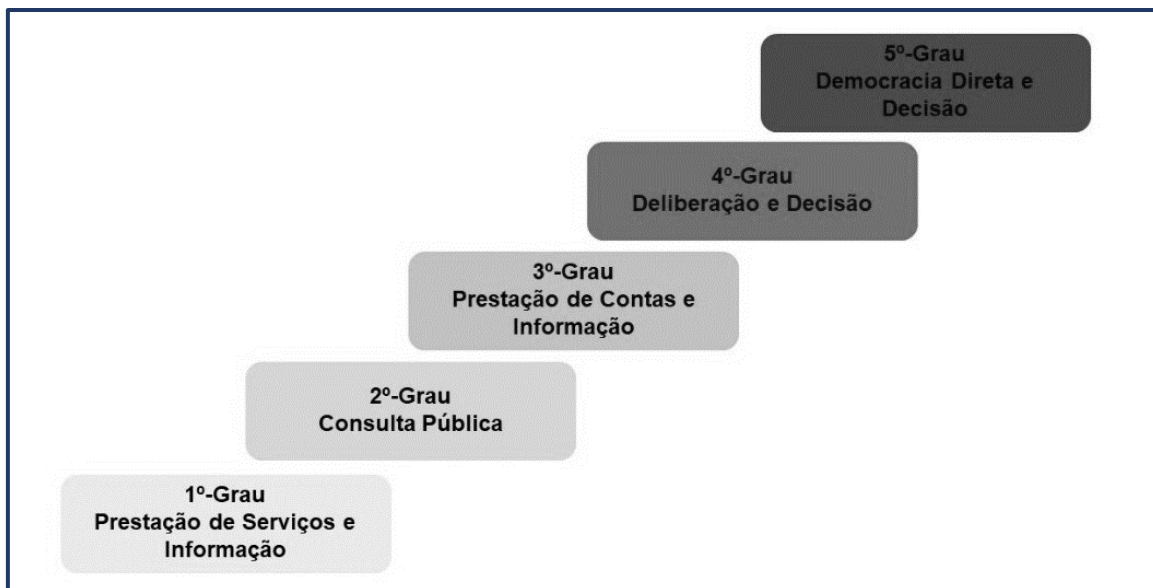 5º-Grau
Democracia Direta e
Decisão
4º-Grau
Deliberação e Decisão
3º-Grau
Prestação de Contas e
Informação
2º-Grau
Consulta Pública
1º-Grau
Prestação de Serviços e
Informação